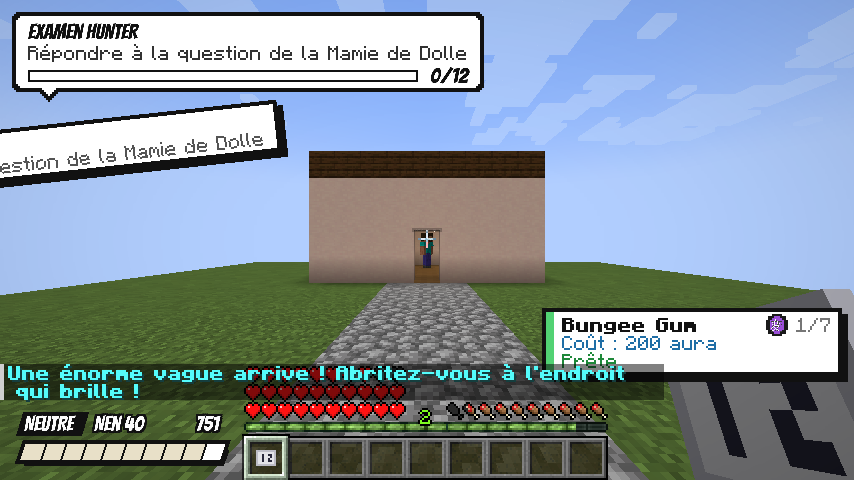 EXAMEN HUNTER
Répondre à la question de la Mamie de Dolle
0/12
estion de la Mamie de Dolle
Bungee Gum
1/7
Coût : 200 aura
Prête
Une énorme vague arrive ! Abritez-vous à l'endroit
qui brille !
NEUTRE NEN 40 751
2
12
12